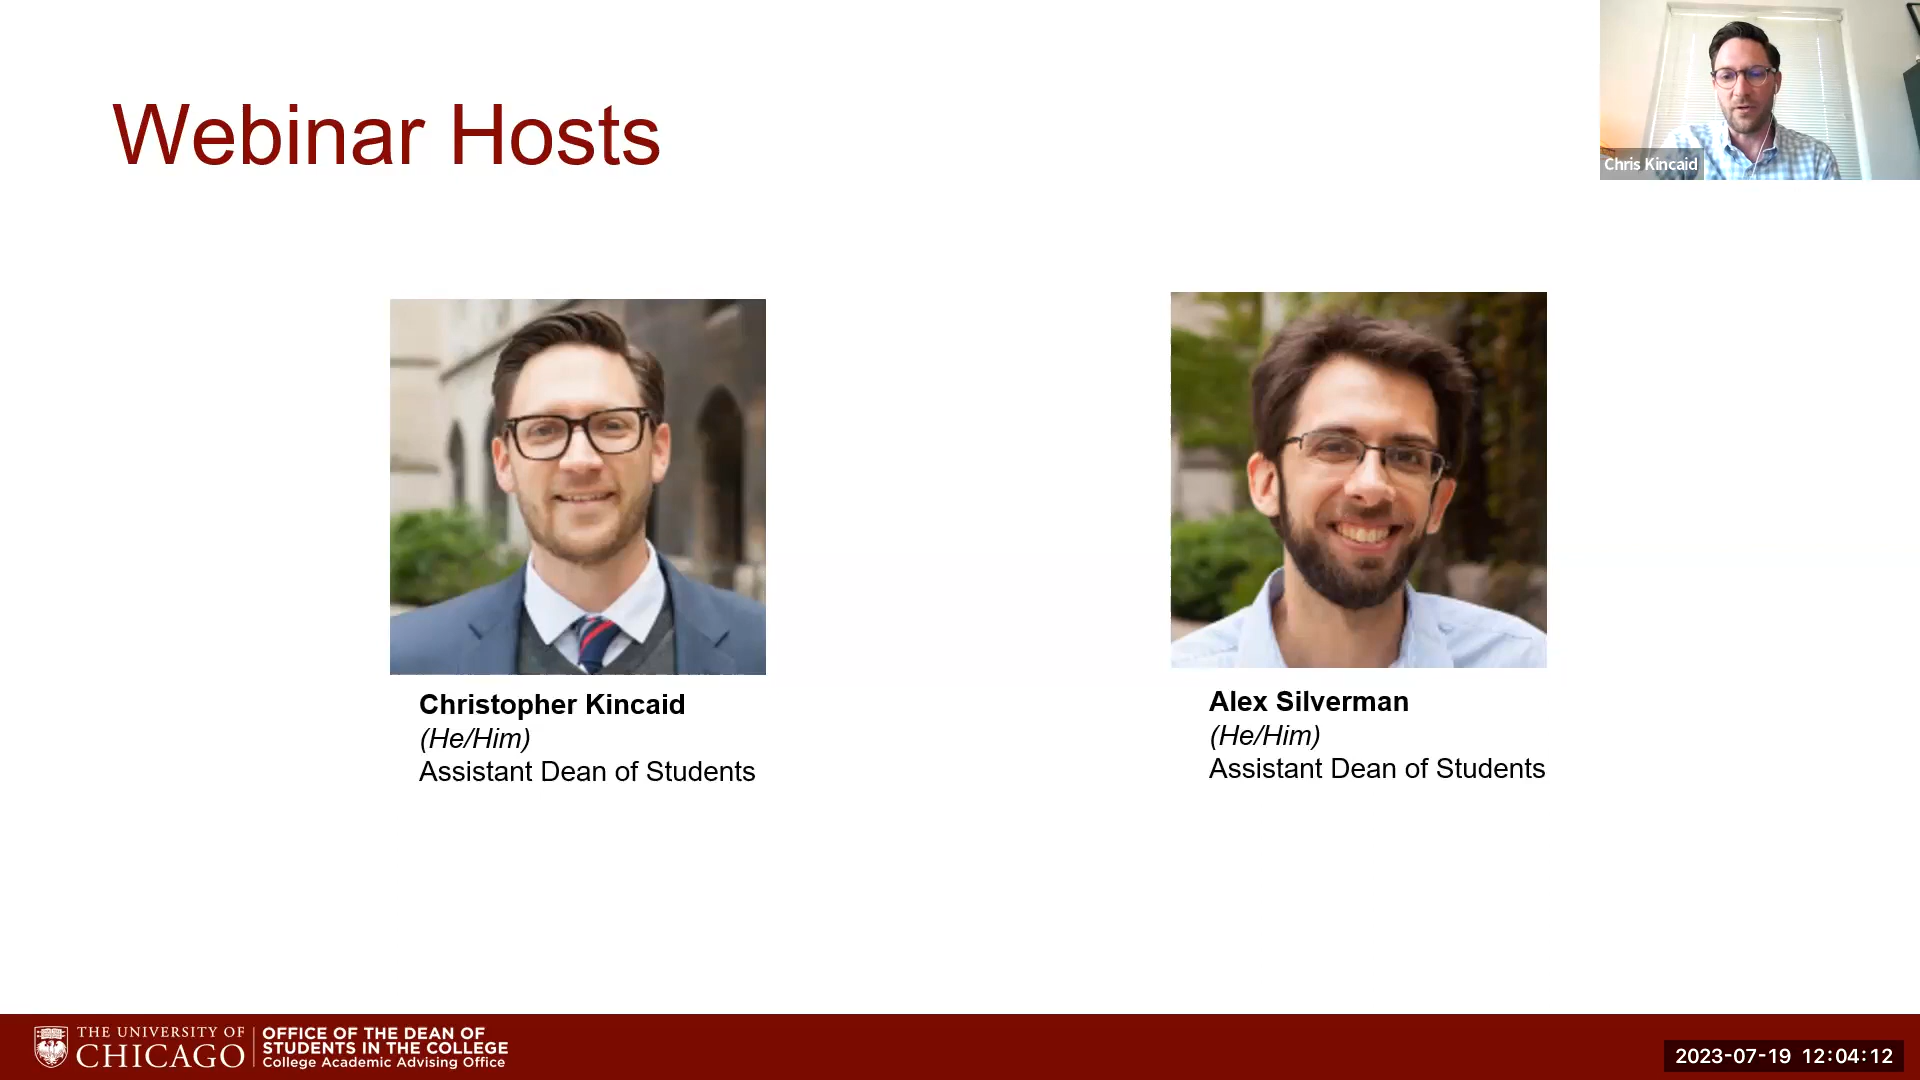 Webinar Hosts
Chris Kincaid
Christopher Kincaid
(He/Him)
Assistant Dean of Students
Alex Silverman
(He/Him)
Assistant Dean of Students
THE UNIVERSITY OF
CHICAGO
OFFICE OF THE DEAN OF
STUDENTS IN THE COLLEGE
College Academic Advising Office
2023-07-19 12:04:12